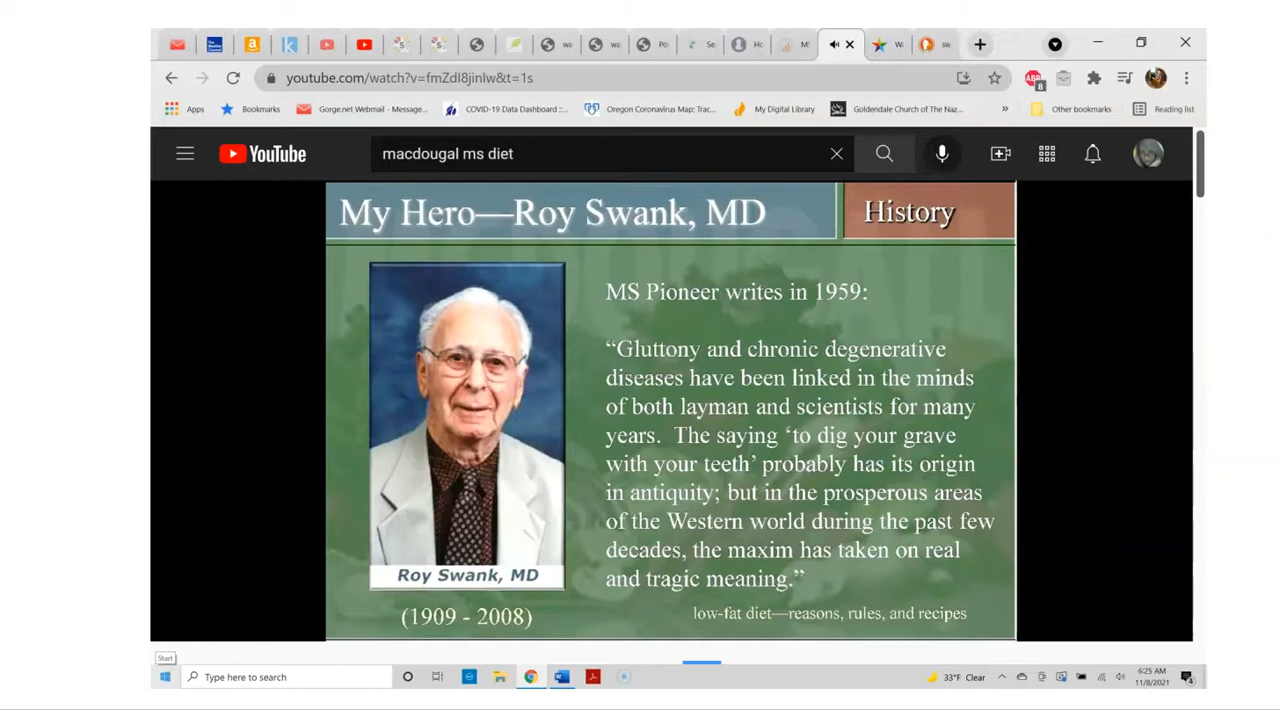 youtube.com/watch?v=fmZdI8jinIw&t=1s
8
Apps
Bookmarks
Gorge.net Webmail - Message...
COVID-19 Data Dashboard ::...
Oregon Coronavirus Map: Trac...
My Digital Library
Goldendale Church of The Naz...
»
Other bookmarks
Reading list
YouTube
macdougal ms diet
My Hero—Roy Swank, MD
History
MS Pioneer writes in 1959:
“Gluttony and chronic degenerative
diseases have been linked in the minds
of both layman and scientists for many
years. The saying ‘to dig your grave
with your teeth’ probably has its origin
in antiquity; but in the prosperous areas
of the Western world during the past few
decades, the maxim has taken on real
and tragic meaning.”
low-fat diet—reasons, rules, and recipes
Roy Swank, MD
(1909 - 2008)
Start
Type here to search
33°F Clear
6:25 AM
11/8/2021
4